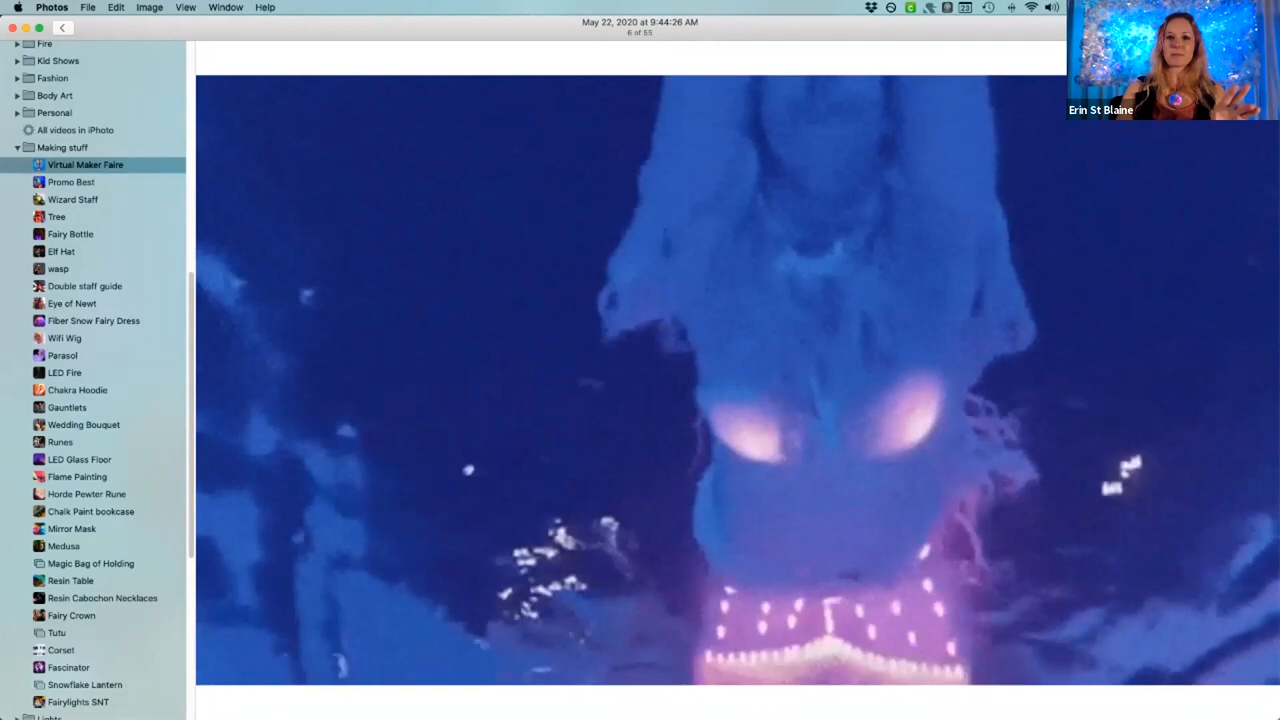 Photos File Edit Image View Window Help
May 22, 2020 at 9:44:26 AM
6 of 55
Fire
Kid Shows
Fashion
Body Art
Personal
All videos in iPhoto
Making stuff
Virtual Maker Faire
Promo Best
Wizard Staff
Tree
Fairy Bottle
Elf Hat
wasp
Double staff guide
Eye of Newt
Fiber Snow Fairy Dress
Wifi Wig
Parasol
LED Fire
Chakra Hoodie
Gauntlets
Wedding Bouquet
Runes
LED Glass Floor
Flame Painting
Horde Pewter Rune
Chalk Paint bookcase
Mirror Mask
Medusa
Magic Bag of Holding
Resin Table
Resin Cabochon Necklaces
Fairy Crown
Tutu
Corset
Fascinator
Snowflake Lantern
Fairylights SNT
Lights
Erin St Blaine